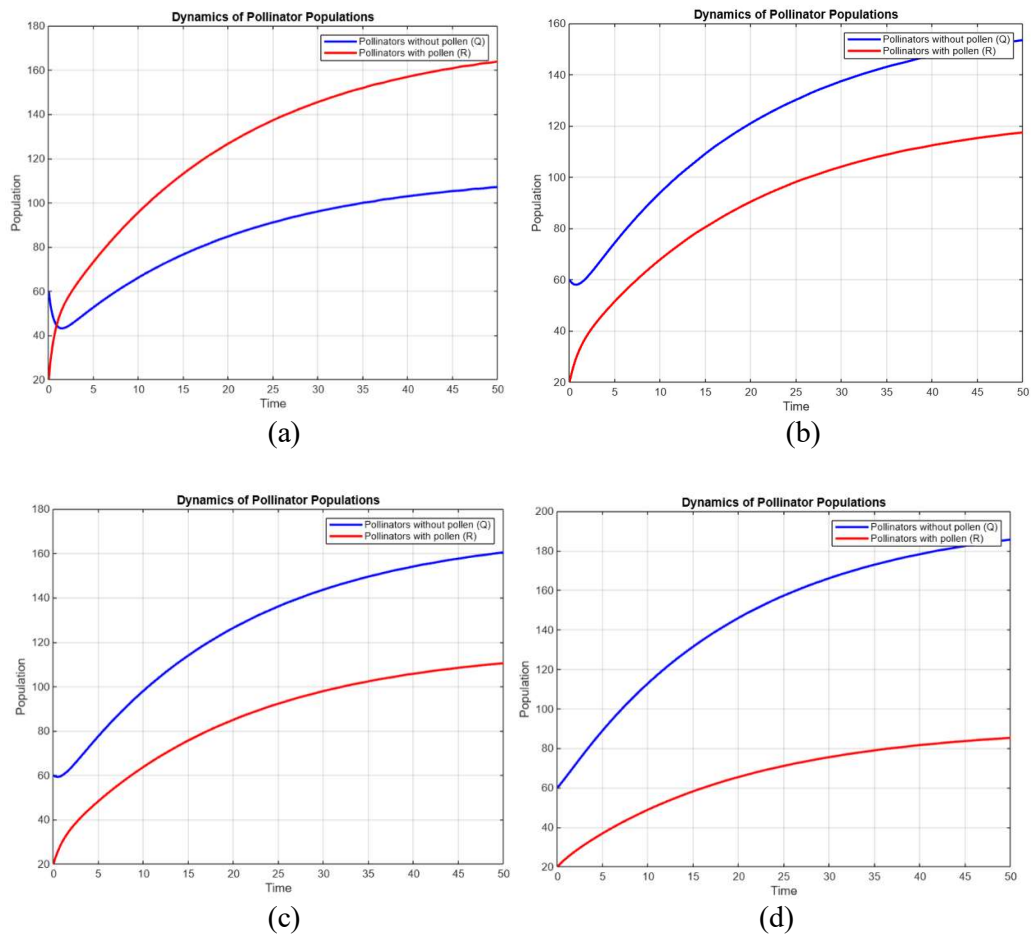 Dynamics of Pollinator Populations
Pollinators without pollen (Q)
Pollinators with pollen (R)
180
160
140
120
100
80
60
40
20
Population
0 5 10 15 20 25 30 35 40 45 50
Time
(a)
Dynamics of Pollinator Populations
Pollinators without pollen (Q)
Pollinators with pollen (R)
160
140
120
100
80
60
40
20
Population
0 5 10 15 20 25 30 35 40 45 50
Time
(b)
Dynamics of Pollinator Populations
Pollinators without pollen (Q)
Pollinators with pollen (R)
180
160
140
120
100
80
60
40
20
Population
0 5 10 15 20 25 30 35 40 45 50
Time
(c)
Dynamics of Pollinator Populations
Pollinators without pollen (Q)
Pollinators with pollen (R)
200
180
160
140
120
100
80
60
40
20
Population
0 5 10 15 20 25 30 35 40 45 50
Time
(d)